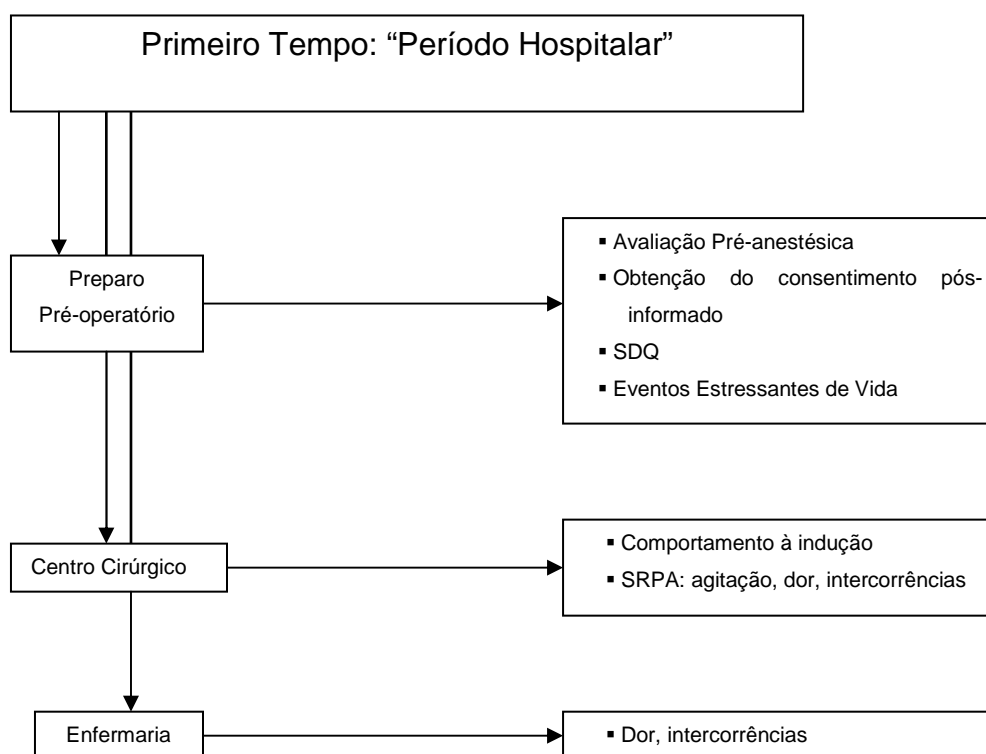 Primeiro Tempo: “Período Hospitalar”
Preparo
Pré-operatório
▪ Avaliação Pré-anestésica
▪ Obtenção do consentimento pós-
informado
▪ SDQ
▪ Eventos Estressantes de Vida
Centro Cirúrgico
▪ Comportamento à indução
▪ SRPA: agitação, dor, intercorrências
Enfermaria
▪ Dor, intercorrências